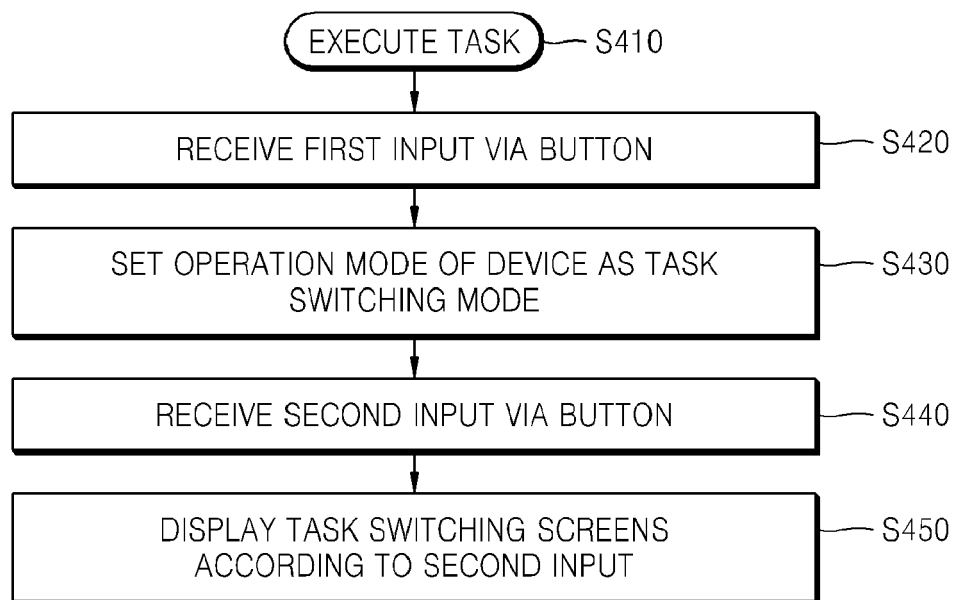 EXECUTE TASK S410
RECEIVE FIRST INPUT VIA BUTTON S420
SET OPERATION MODE OF DEVICE AS TASK S430
SWITCHING MODE
RECEIVE SECOND INPUT VIA BUTTON S440
DISPLAY TASK SWITCHING SCREENS S450
ACCORDING TO SECOND INPUT